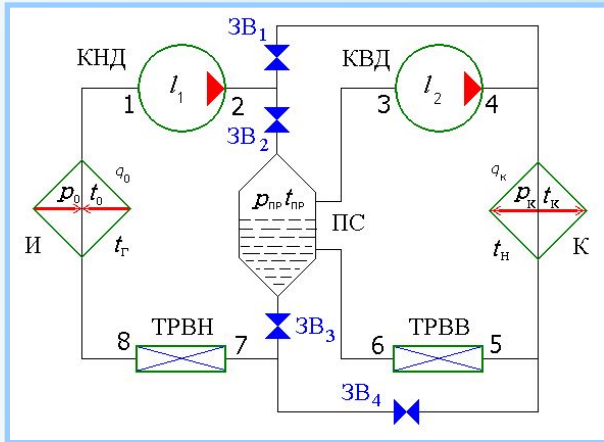 ЗВ₁
КНД
КВД
l₁
l₂
1
2
3
4
ЗВ₂
q₀
qк
p₀ t₀
pпр tпр
pк tк
ПС
И
tг
tн
К
ЗВ₃
ТРВН
ТРВВ
8
7
6
5
ЗВ₄